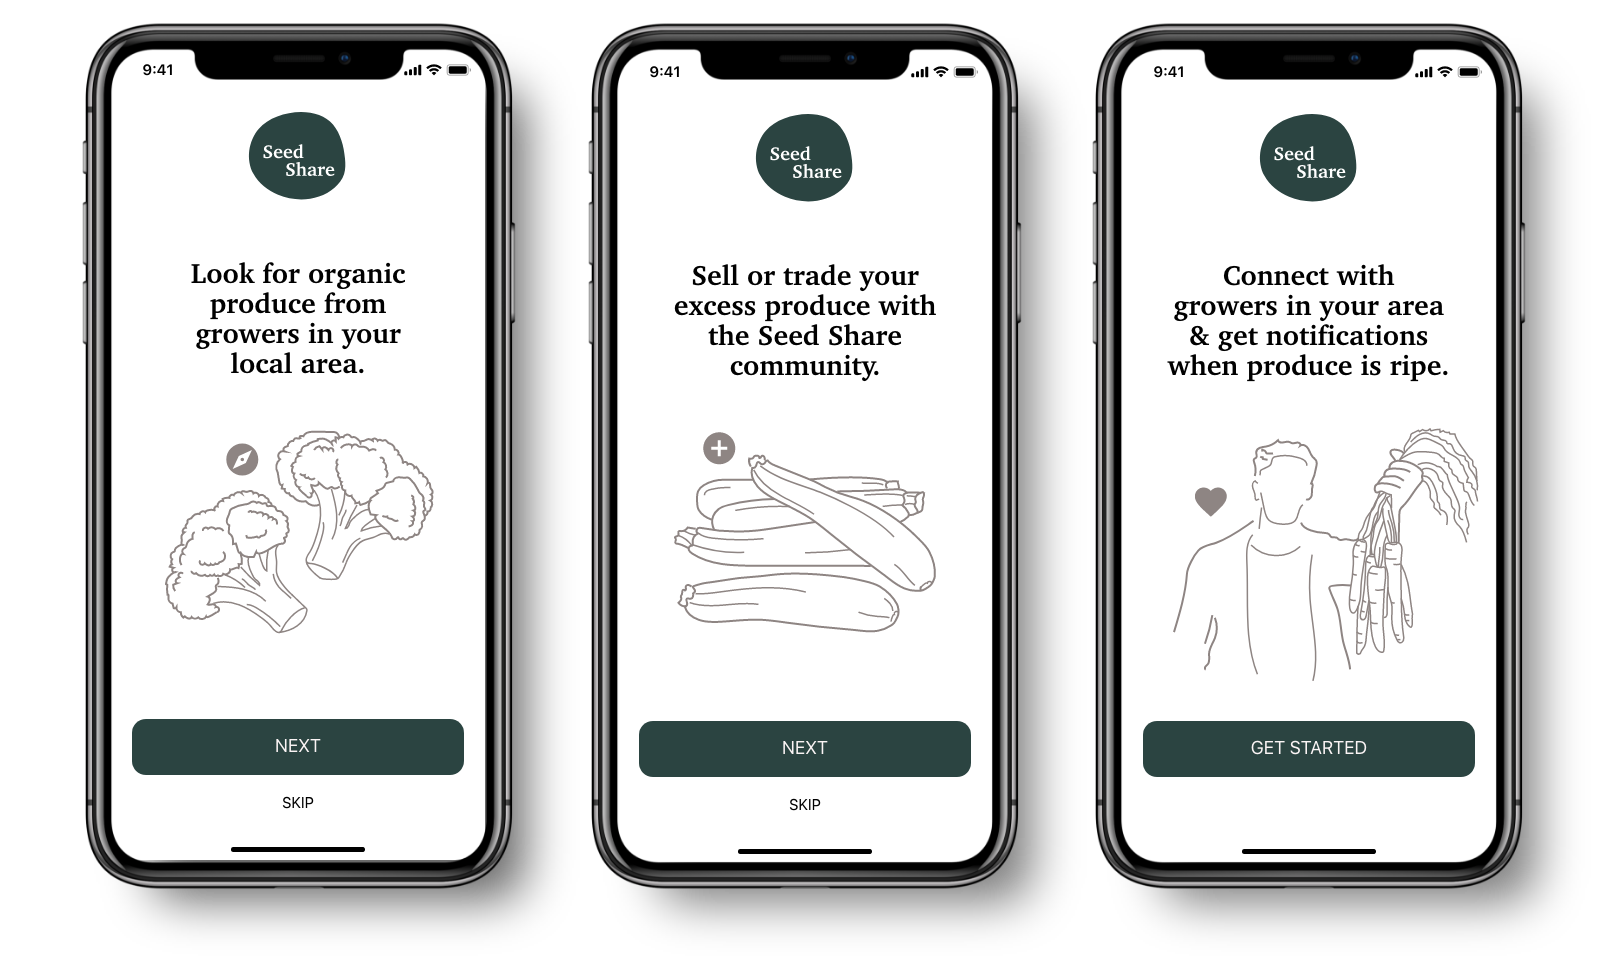 9:41
Seed
Share
Look for organic
produce from
growers in your
local area.
NEXT
SKIP
9:41
Seed
Share
Sell or trade your
excess produce with
the Seed Share
community.
NEXT
SKIP
9:41
Seed
Share
Connect with
growers in your area
& get notifications
when produce is ripe.
GET STARTED